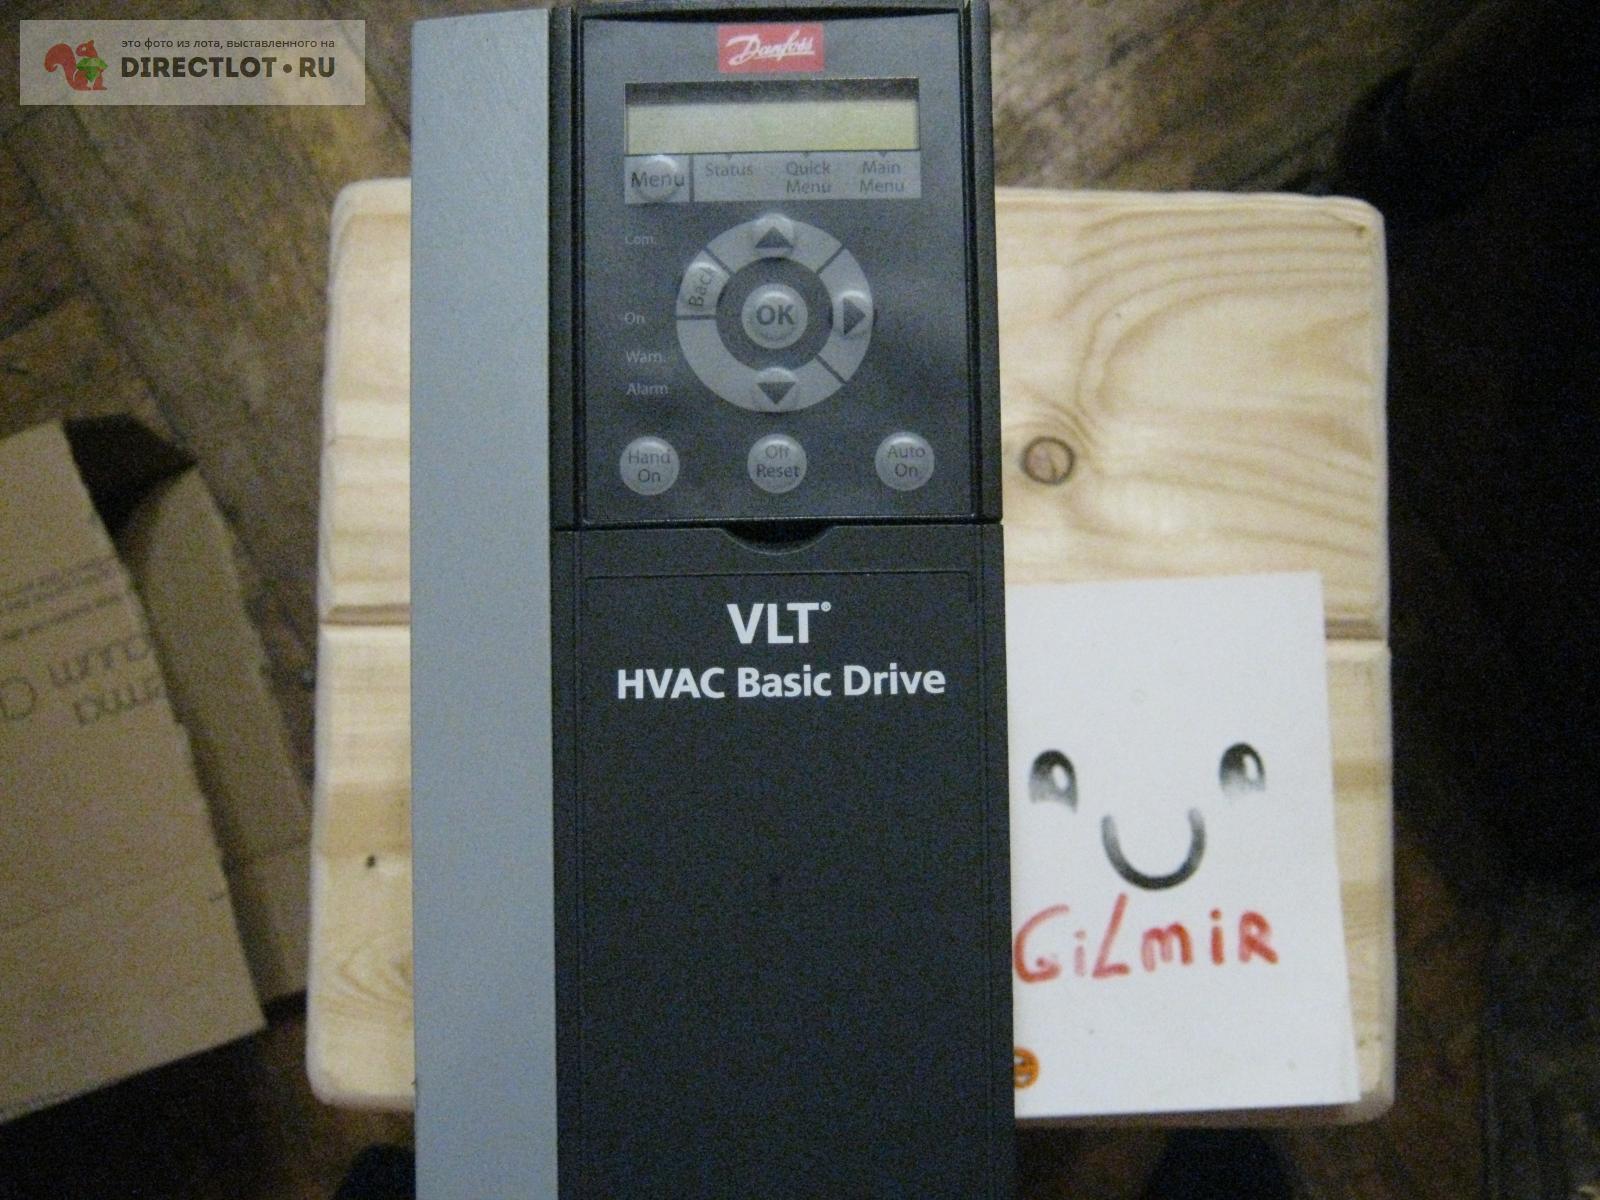 это фото из лота, выставленного на
DIRECTLOT•RU
Danfoss
Menu
Status
Quick
Menu
Main
Menu
Com.
Back
On
Warn.
Alarm
OK
Hand
On
Off
Reset
Auto
On
VLT®
HVAC Basic Drive
GiLmiR